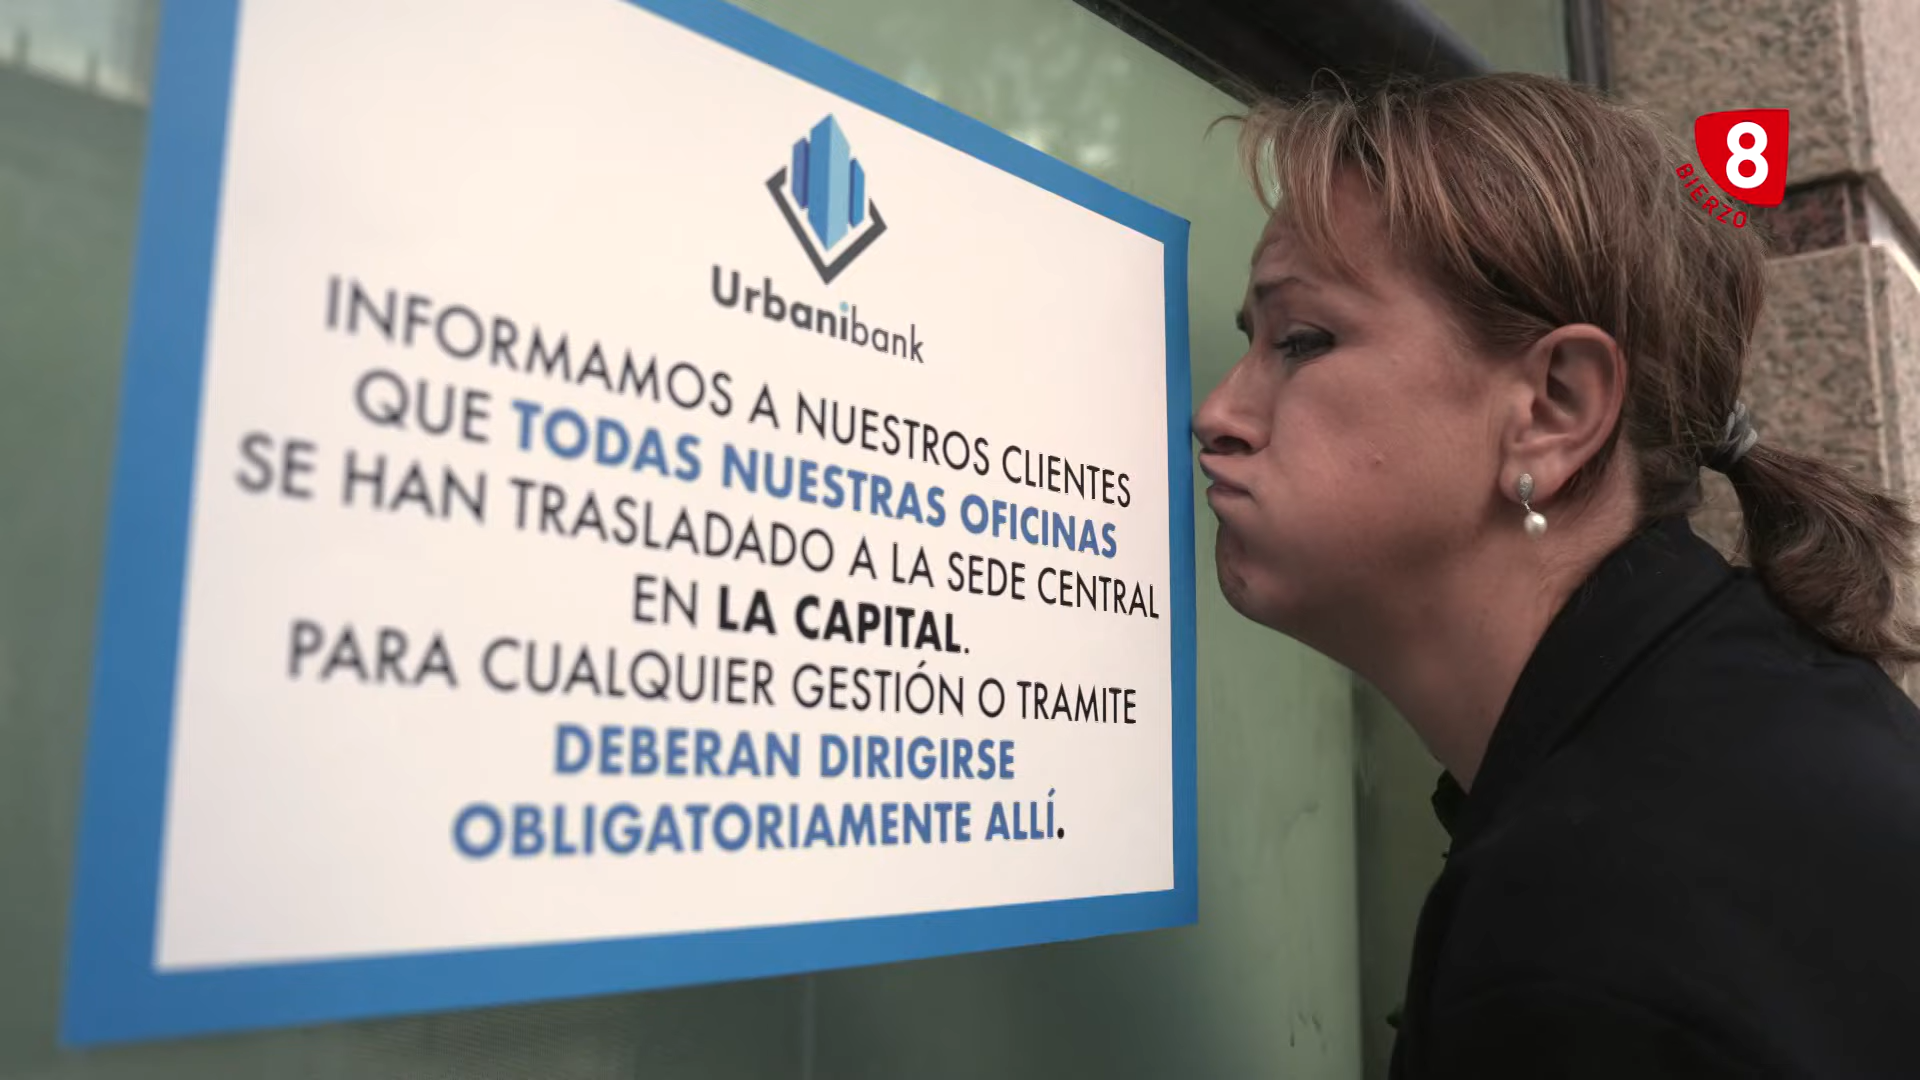 Urbanibank
INFORMAMOS A NUESTROS CLIENTES
QUE TODAS NUESTRAS OFICINAS
SE HAN TRASLADADO A LA SEDE CENTRAL
EN LA CAPITAL.
PARA CUALQUIER GESTIÓN O TRAMITE
DEBERAN DIRIGIRSE
OBLIGATORIAMENTE ALLÍ.
8
BIERZO